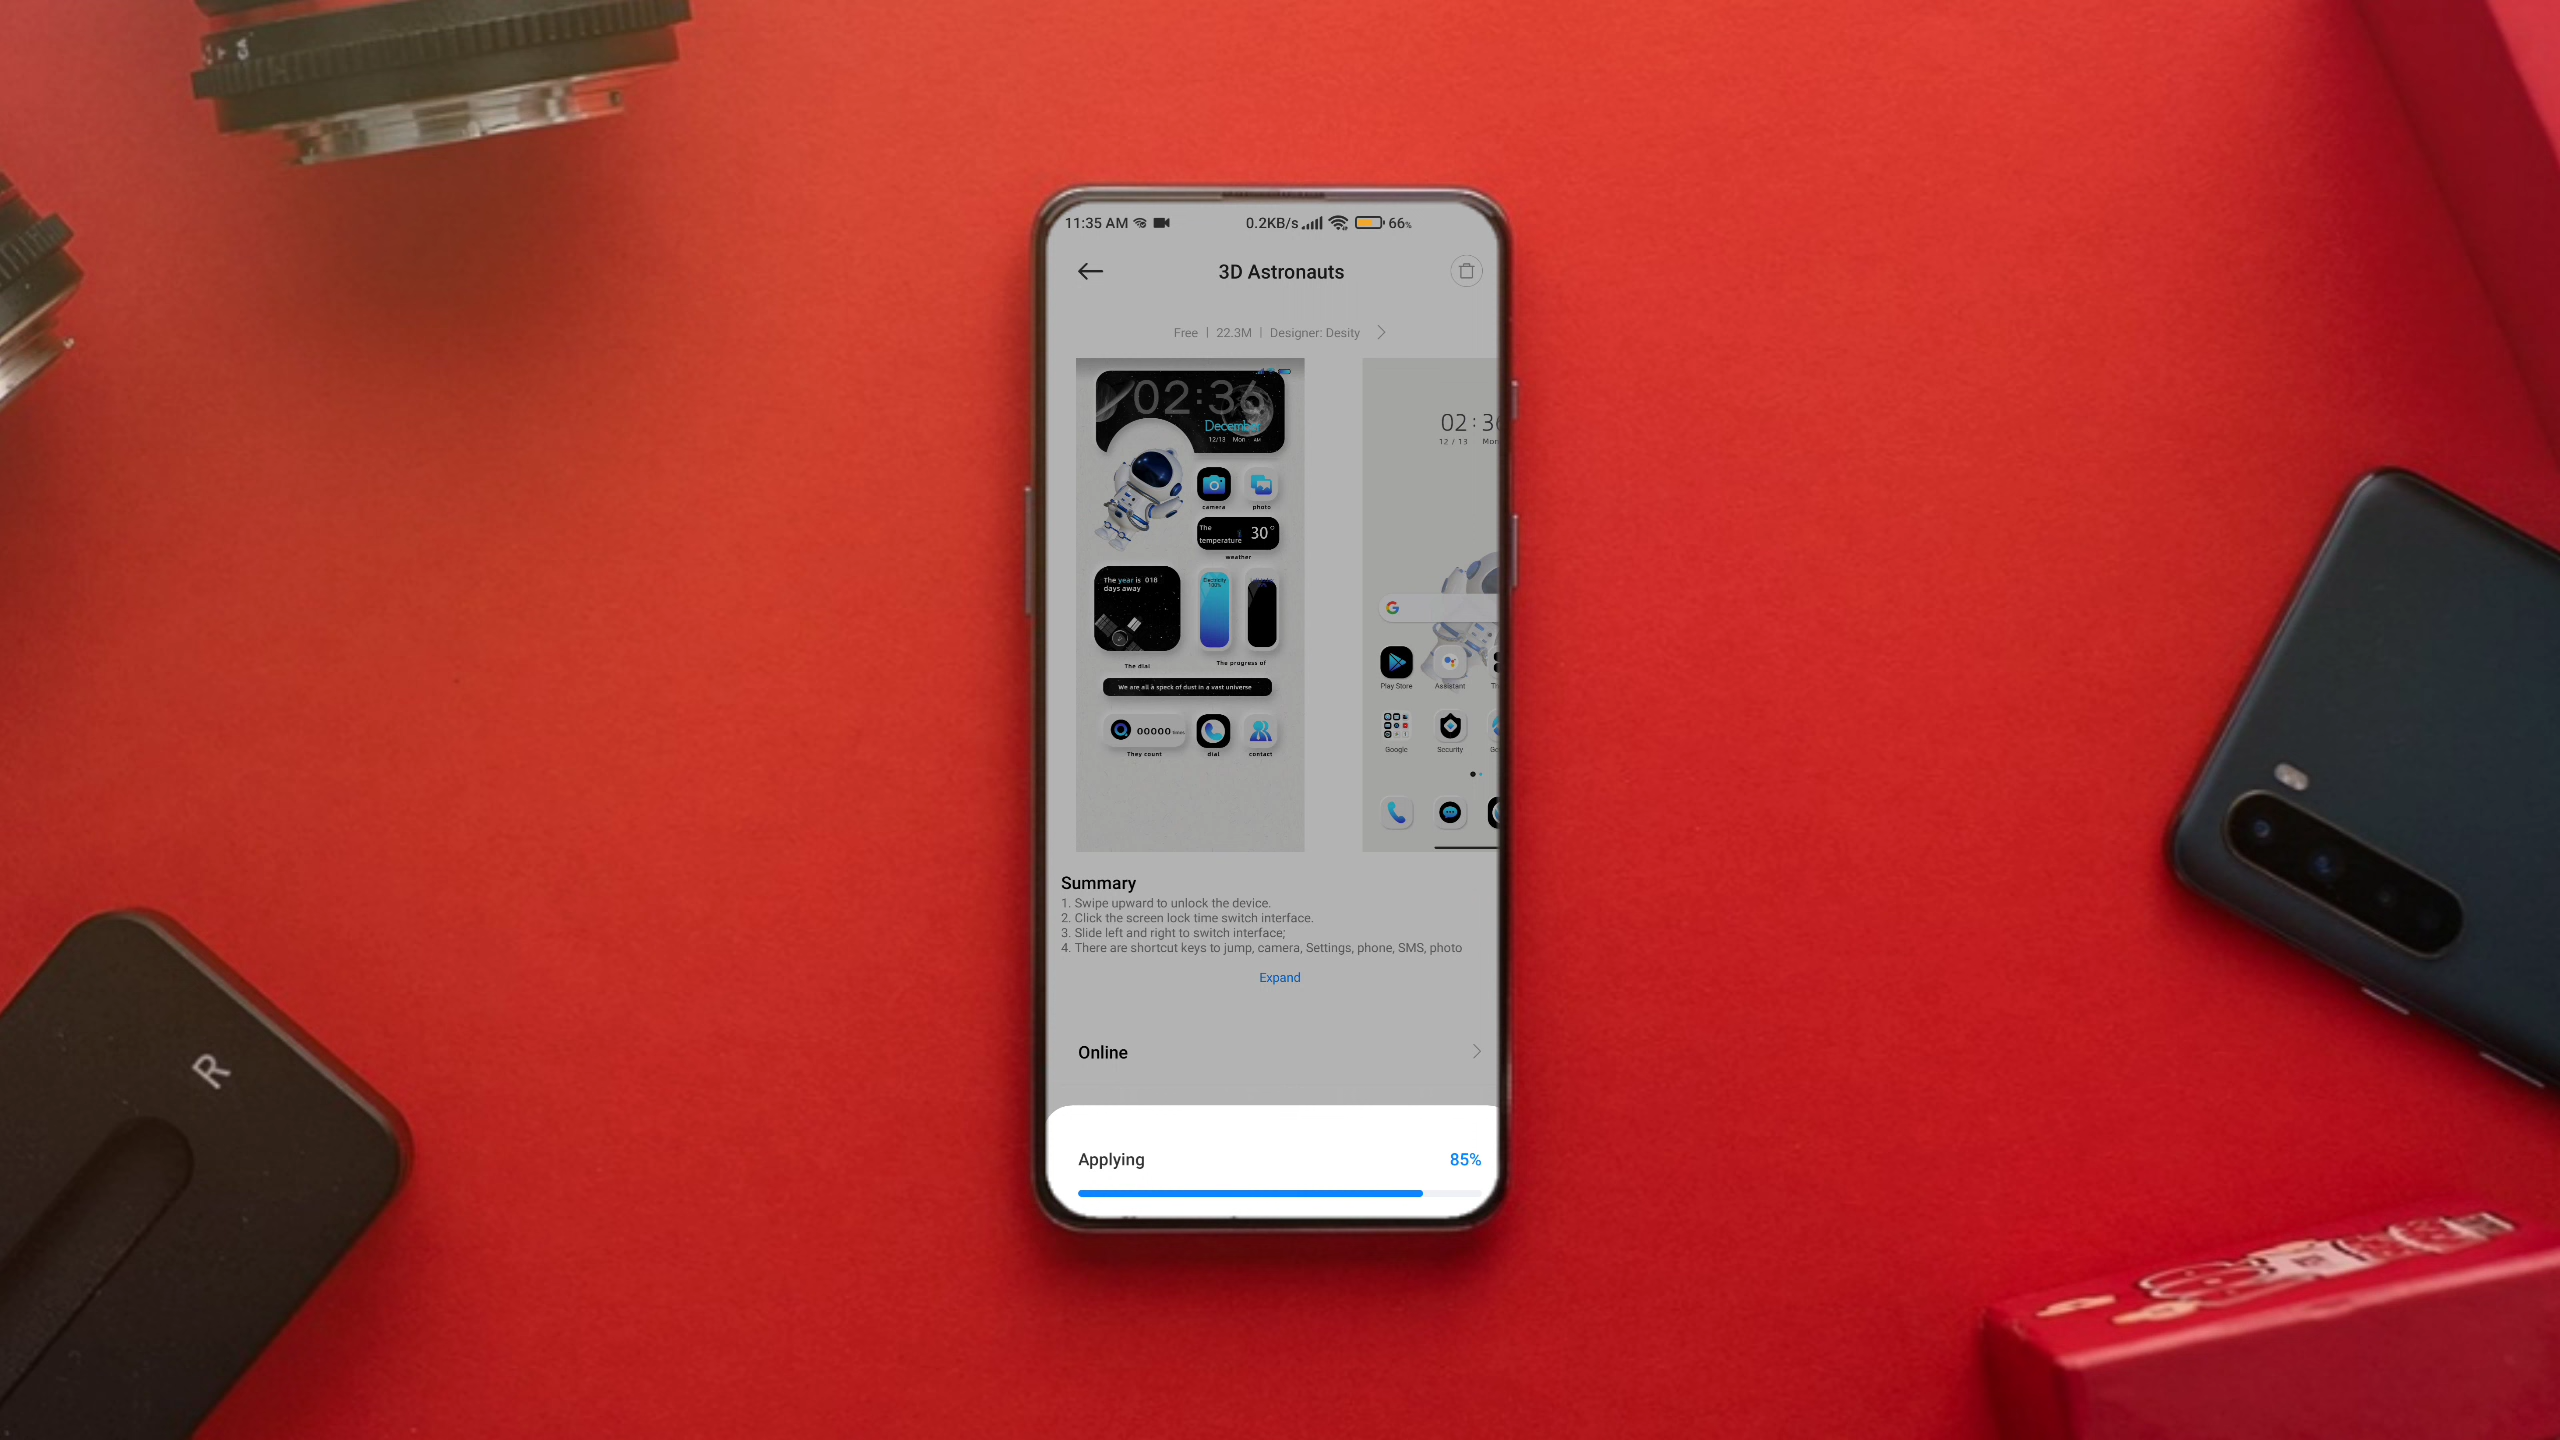 CA
11:35 AM
0.2KB/s
66%
3D Astronauts
Free | 22.3M | Designer: Desity
02:36
December
12/13 Mon AM
camera
photo
The
temperature
30°
weather
The year is 018
days away
Electricity
100%
The dial
The progress of
We are all a speck of dust in a vast universe
00000 times
They count
dial
contact
02 : 3
12 / 13 Mon
Play Store
Assistant
Google
Security
Summary
1. Swipe upward to unlock the device.
2. Click the screen lock time switch interface.
3. Slide left and right to switch interface;
4. There are shortcut keys to jump, camera, Settings, phone, SMS, photo
Expand
Online
Applying
85%
R